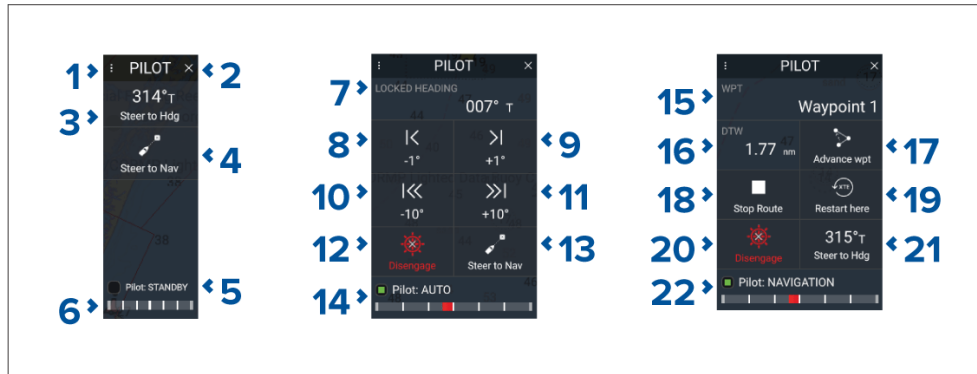 1 ⋮ PILOT × 2
314°T
3 Steer to Hdg
4 Steer to Nav
38
Pilot: STANDBY 5
6
⋮ PILOT ×
7 LOCKED HEADING
007° T
8 -1° +1° 9
10 -10° +10° 11
12 Disengage Steer to Nav 13
14 Pilot: AUTO
⋮ PILOT ×
WPT
15 Waypoint 1
DTW
16 1.77 nm Advance wpt 17
XTE
18 Stop Route Restart here 19
315°T
20 Disengage Steer to Hdg 21
22 Pilot: NAVIGATION